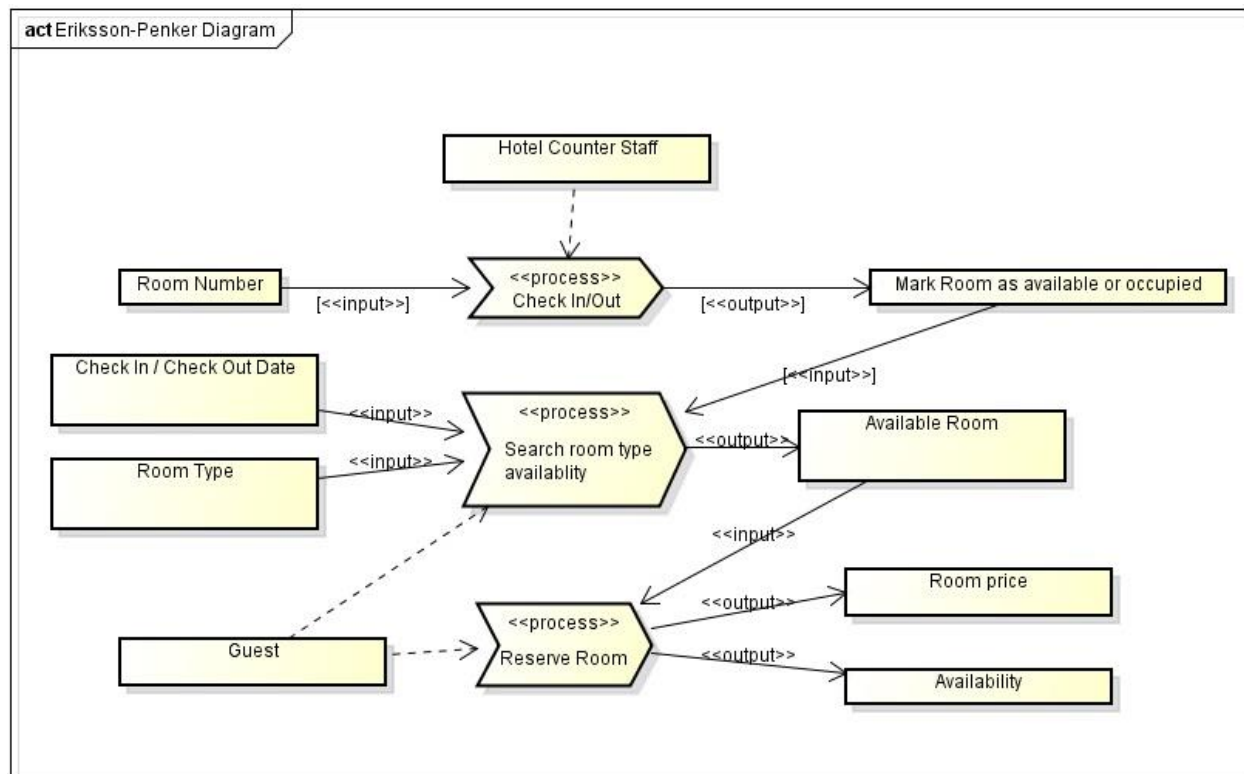 act Eriksson-Penker Diagram
Hotel Counter Staff
Room Number
[<<input>>]
<<process>>
Check In/Out
[<<output>>]
Mark Room as available or occupied
[<<input>>]
Check In / Check Out Date
<<input>>
Room Type
<<input>>
<<process>>
Search room type
availablity
<<output>>
Available Room
<<input>>
Guest
<<process>>
Reserve Room
<<output>>
Room price
<<output>>
Availability